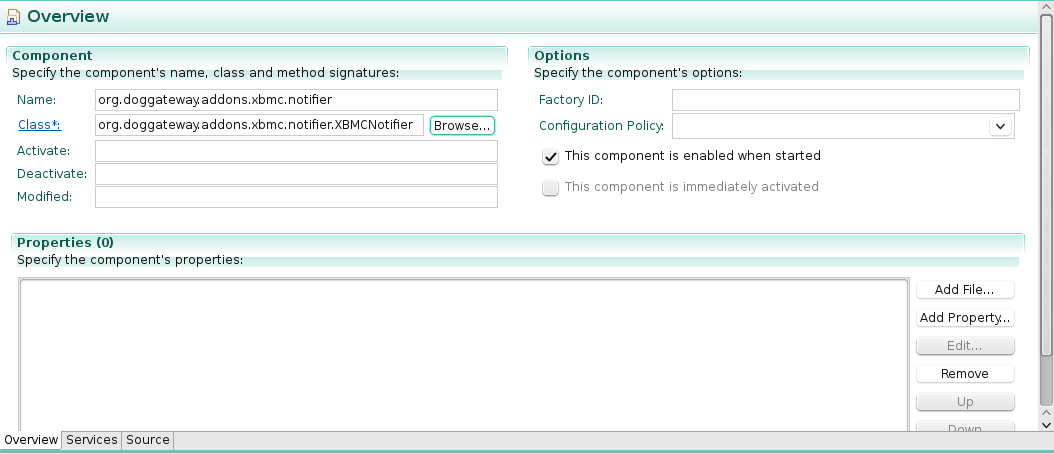 Overview
Component
Specify the component's name, class and method signatures:
Name: org.doggateway.addons.xbmc.notifier
Class*: org.doggateway.addons.xbmc.notifier.XBMCNotifier Browse...
Activate:
Deactivate:
Modified:
Options
Specify the component's options:
Factory ID:
Configuration Policy:
This component is enabled when started
This component is immediately activated
Properties (0)
Specify the component's properties:
Add File...
Add Property...
Edit...
Remove
Up
Down
Overview Services Source